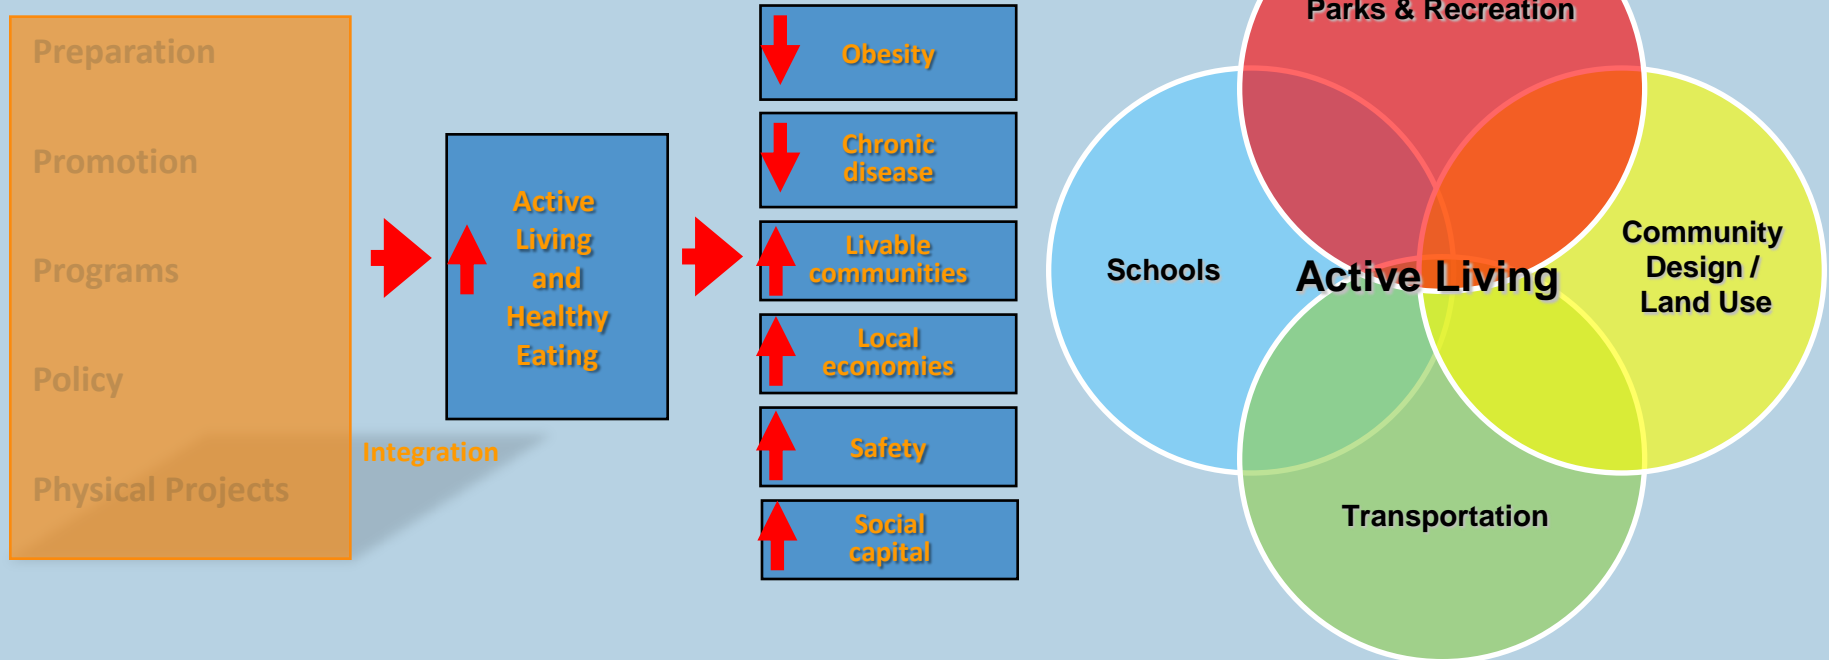 Preparation
Promotion
Programs
Policy
Physical Projects
Integration
Active
Living
and
Healthy
Eating
Obesity
Chronic
disease
Livable
communities
Local
economies
Safety
Social
capital
Parks & Recreation
Schools
Active Living
Community
Design /
Land Use
Transportation